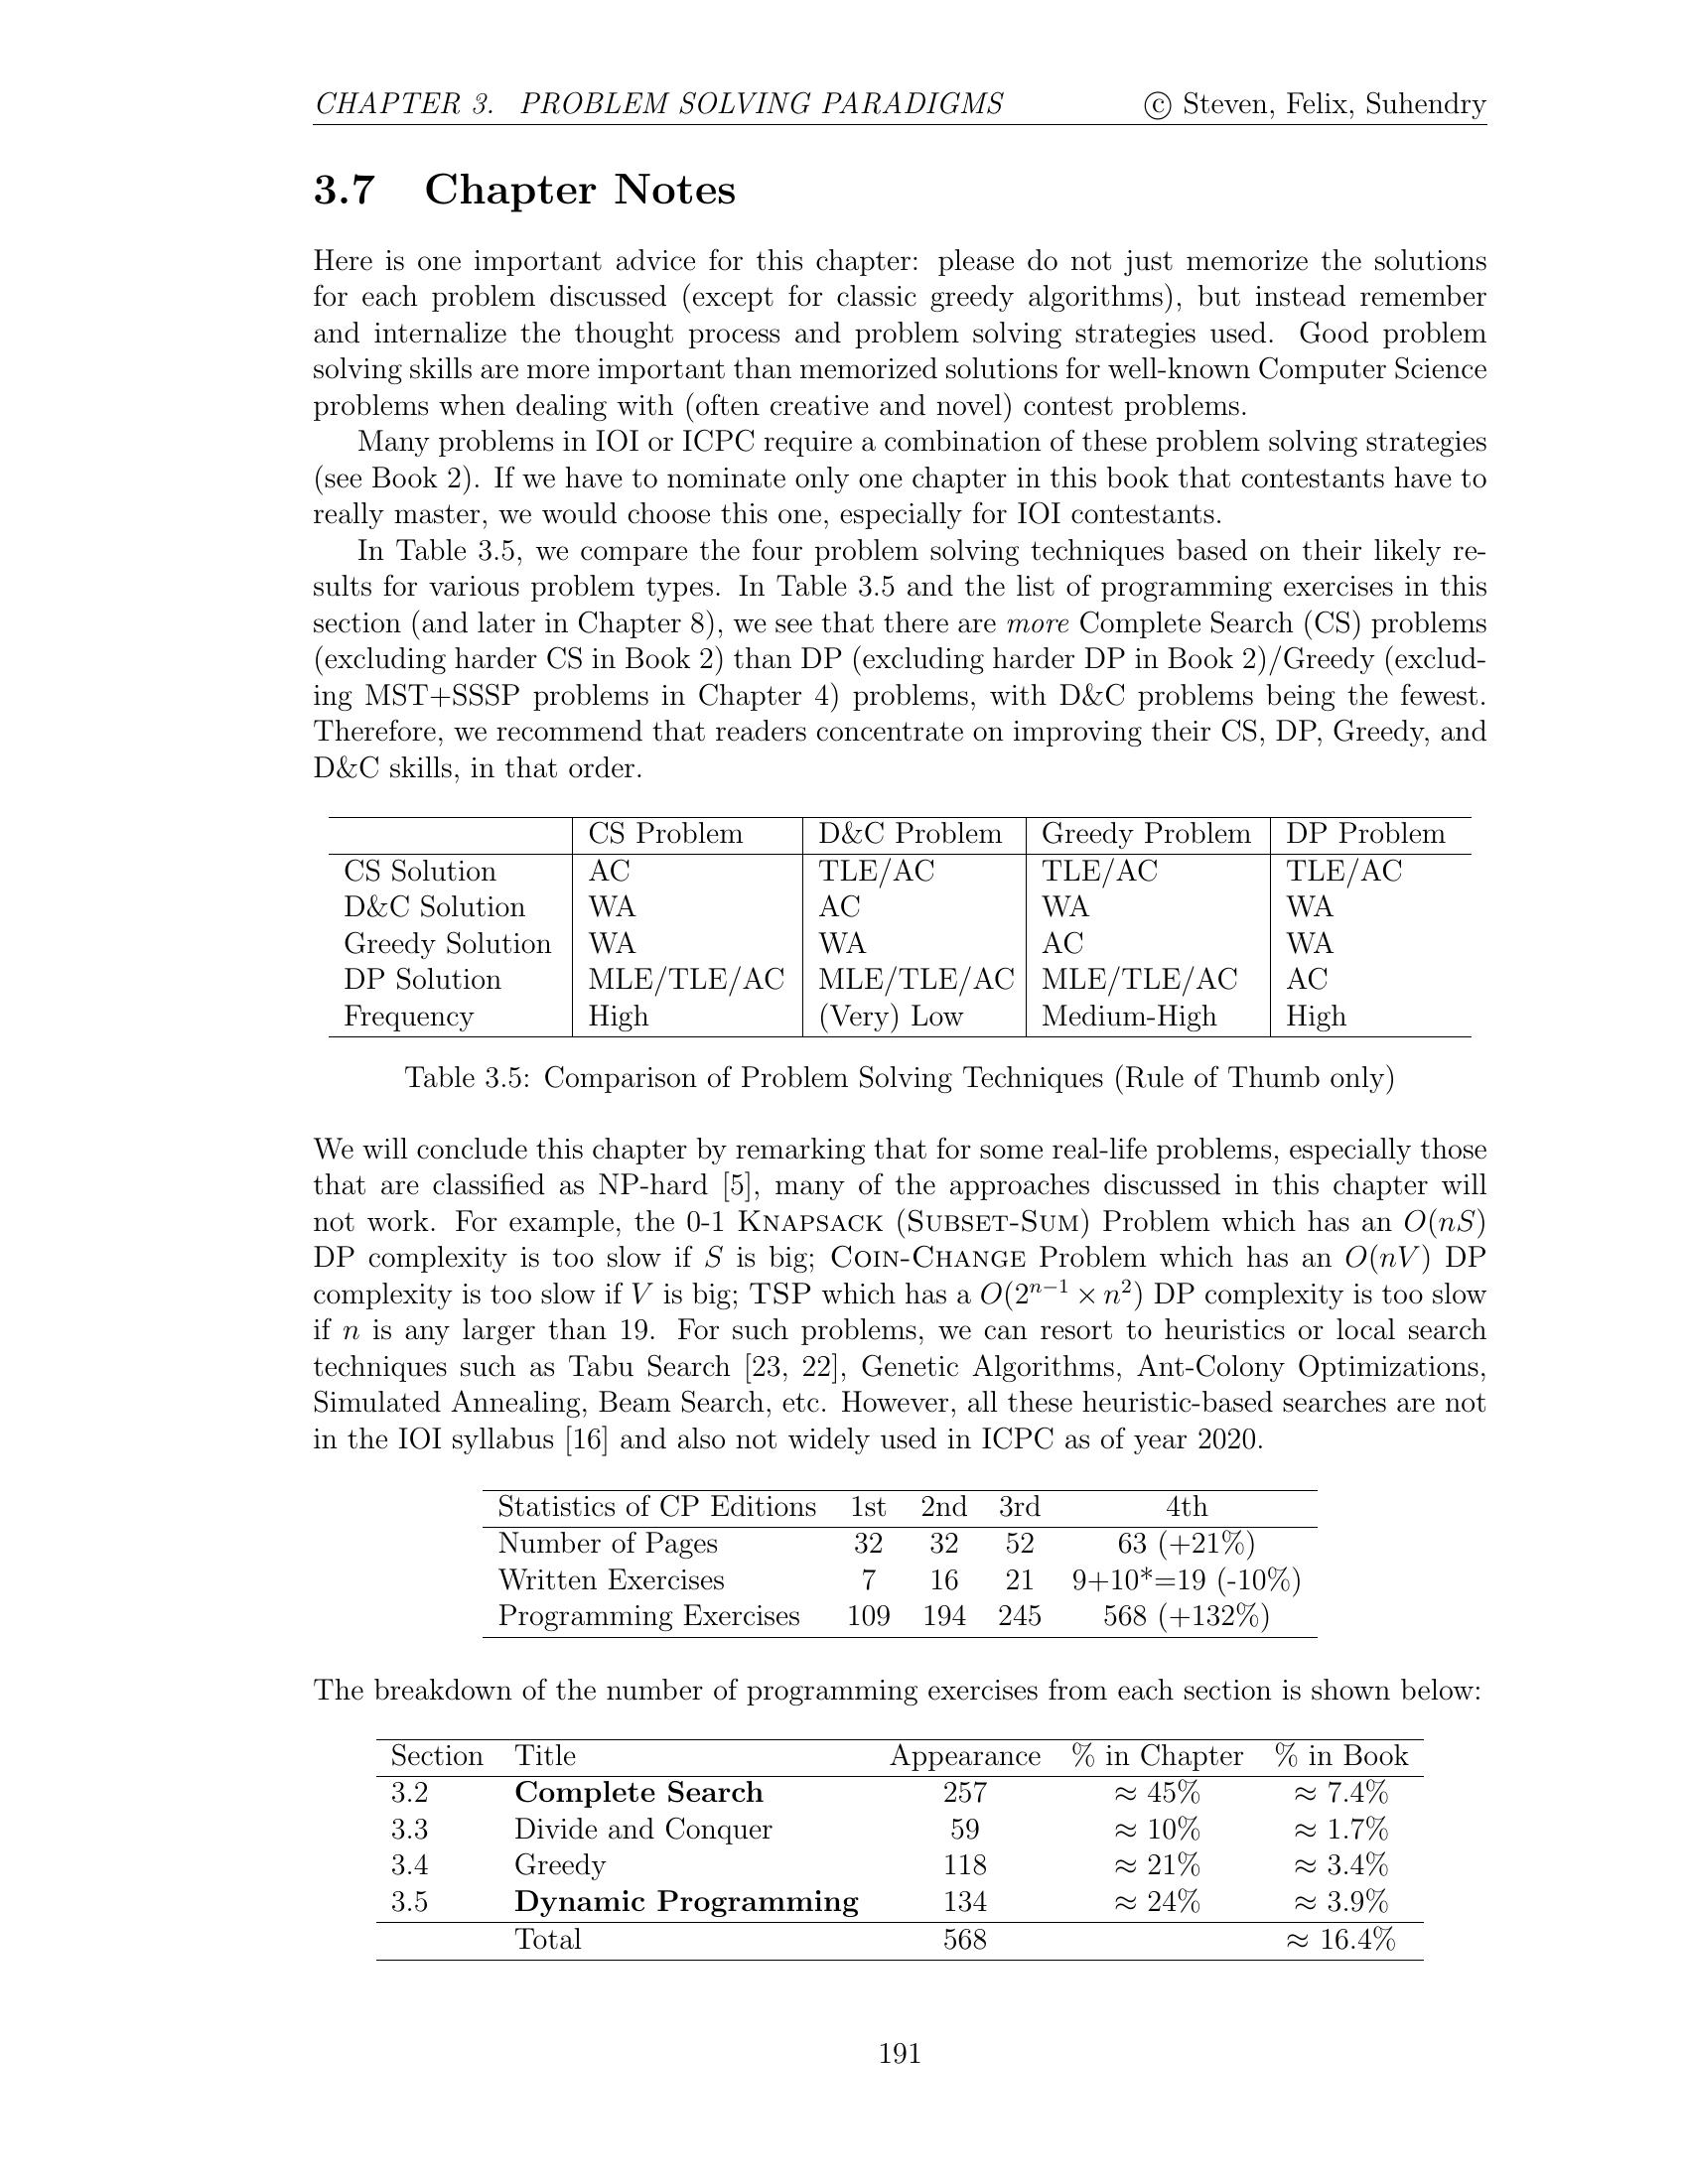 CHAPTER 3. PROBLEM SOLVING PARADIGMS © Steven, Felix, Suhendry
3.7 Chapter Notes
Here is one important advice for this chapter: please do not just memorize the solutions
for each problem discussed (except for classic greedy algorithms), but instead remember
and internalize the thought process and problem solving strategies used. Good problem
solving skills are more important than memorized solutions for well-known Computer Science
problems when dealing with (often creative and novel) contest problems.
Many problems in IOI or ICPC require a combination of these problem solving strategies
(see Book 2). If we have to nominate only one chapter in this book that contestants have to
really master, we would choose this one, especially for IOI contestants.
In Table 3.5, we compare the four problem solving techniques based on their likely re-
sults for various problem types. In Table 3.5 and the list of programming exercises in this
section (and later in Chapter 8), we see that there are more Complete Search (CS) problems
(excluding harder CS in Book 2) than DP (excluding harder DP in Book 2)/Greedy (exclud-
ing MST+SSSP problems in Chapter 4) problems, with D&C problems being the fewest.
Therefore, we recommend that readers concentrate on improving their CS, DP, Greedy, and
D&C skills, in that order.
CS Problem D&C Problem Greedy Problem DP Problem
CS Solution AC TLE/AC TLE/AC TLE/AC
D&C Solution WA AC WA WA
Greedy Solution WA WA AC WA
DP Solution MLE/TLE/AC MLE/TLE/AC MLE/TLE/AC AC
Frequency High (Very) Low Medium-High High
Table 3.5: Comparison of Problem Solving Techniques (Rule of Thumb only)
We will conclude this chapter by remarking that for some real-life problems, especially those
that are classified as NP-hard [5], many of the approaches discussed in this chapter will
not work. For example, the 0-1 KNAPSACK (SUBSET-SUM) Problem which has an O(nS)
DP complexity is too slow if S is big; COIN-CHANGE Problem which has an O(nV) DP
complexity is too slow if V is big; TSP which has a O(2ⁿ⁻¹ × n²) DP complexity is too slow
if n is any larger than 19. For such problems, we can resort to heuristics or local search
techniques such as Tabu Search [23, 22], Genetic Algorithms, Ant-Colony Optimizations,
Simulated Annealing, Beam Search, etc. However, all these heuristic-based searches are not
in the IOI syllabus [16] and also not widely used in ICPC as of year 2020.
Statistics of CP Editions 1st 2nd 3rd 4th
Number of Pages 32 32 52 63 (+21%)
Written Exercises 7 16 21 9+10*=19 (-10%)
Programming Exercises 109 194 245 568 (+132%)
The breakdown of the number of programming exercises from each section is shown below:
Section Title Appearance % in Chapter % in Book
3.2 Complete Search 257 ≈ 45% ≈ 7.4%
3.3 Divide and Conquer 59 ≈ 10% ≈ 1.7%
3.4 Greedy 118 ≈ 21% ≈ 3.4%
3.5 Dynamic Programming 134 ≈ 24% ≈ 3.9%
Total 568 ≈ 16.4%
191